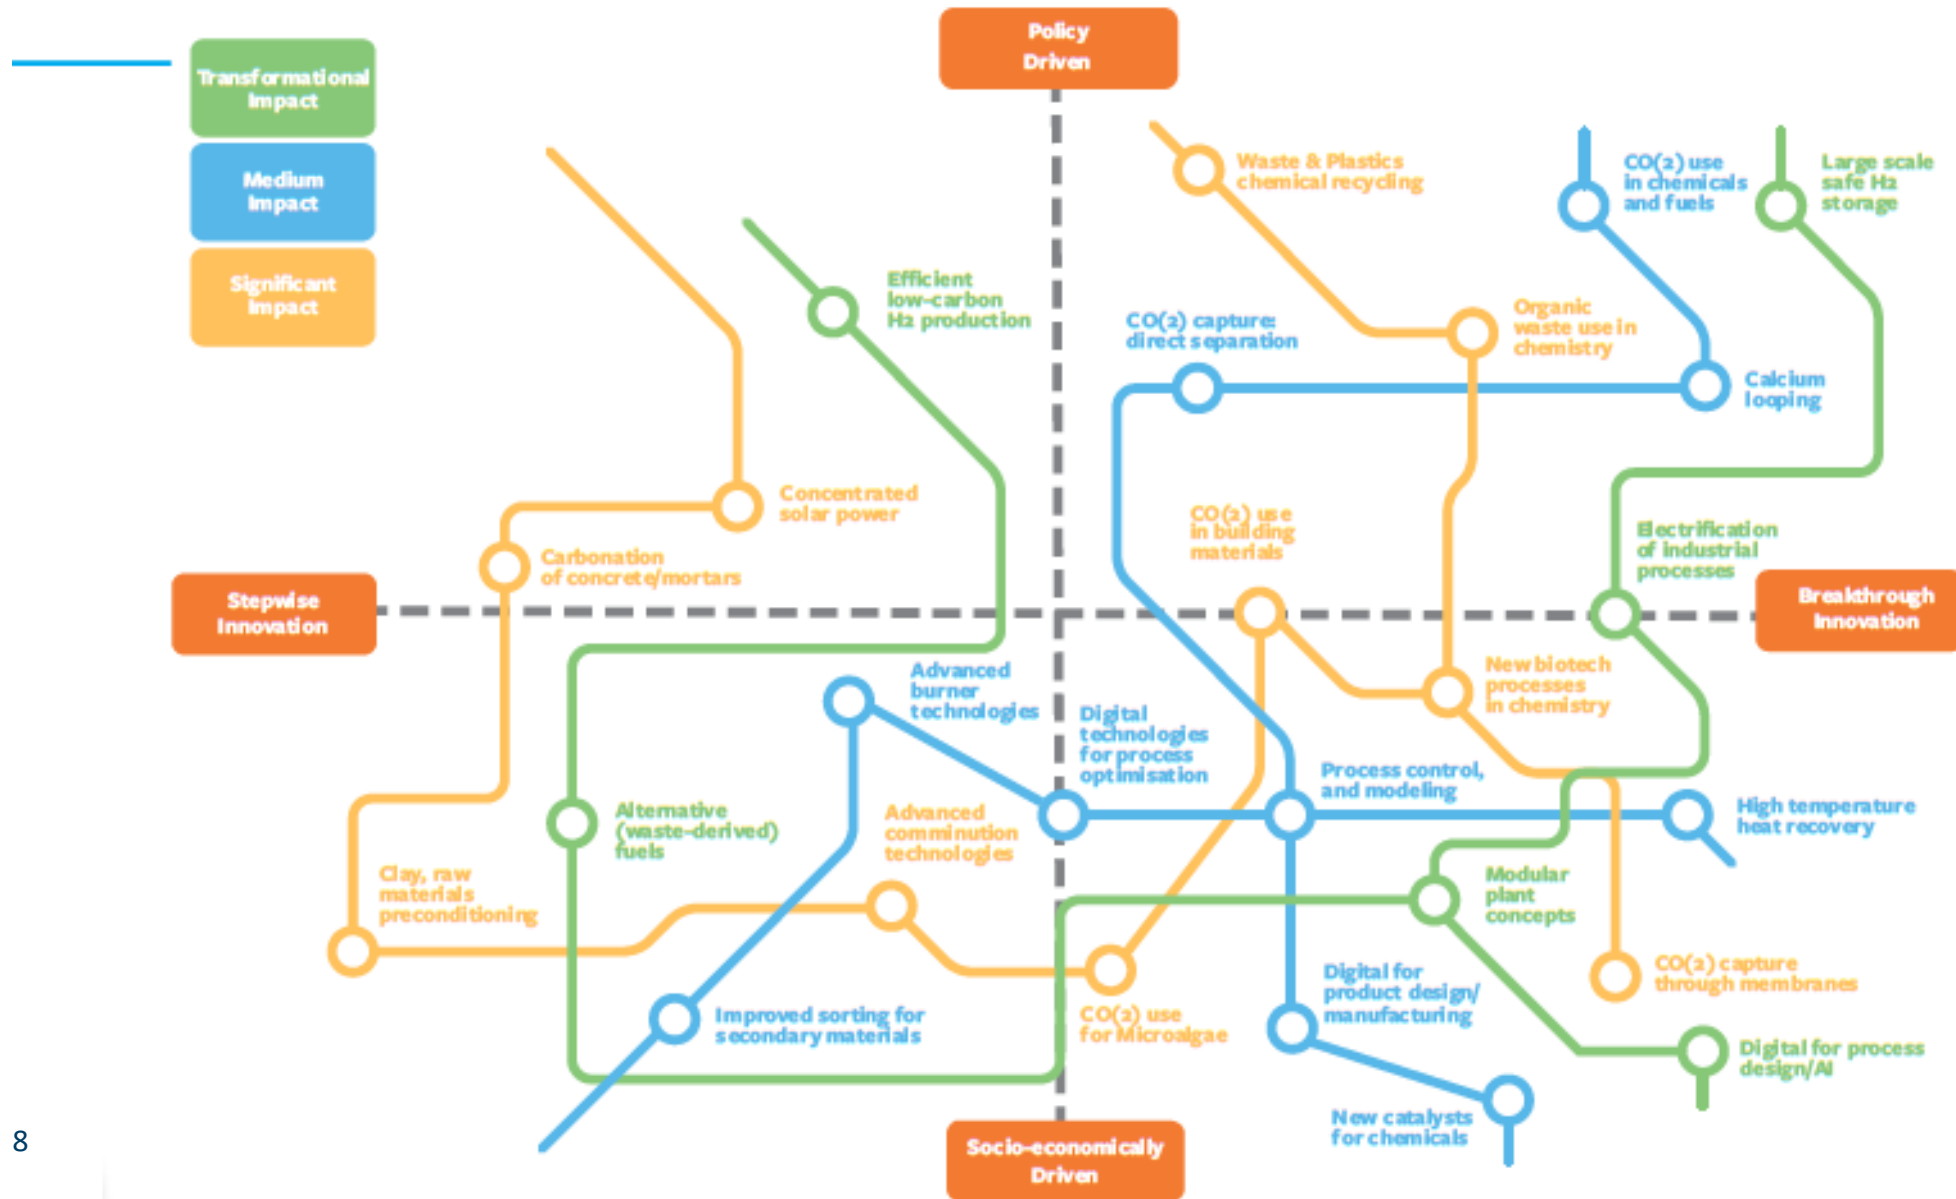 Policy
Driven
Transformational
Impact
Medium
Impact
Significant
Impact
Waste & Plastics
chemical recycling
CO(2) use
in chemicals
and fuels
Large scale
safe H2
storage
Efficient
low-carbon
H2 production
CO(2) capture:
direct separation
Organic
waste use in
chemistry
Calcium
looping
Concentrated
solar power
CO(2) use
in building
materials
Electrification
of industrial
processes
Carbonation
of concrete/mortars
Stepwise
Innovation
Breakthrough
Innovation
Advanced
burner
technologies
New biotech
processes
in chemistry
Digital
technologies
for process
optimisation
Process control,
and modeling
Alternative
(waste-derived)
fuels
Advanced
comminution
technologies
High temperature
heat recovery
Clay, raw
materials
preconditioning
Modular
plant
concepts
Improved sorting for
secondary materials
CO(2) use
for Microalgae
Digital for
product design/
manufacturing
CO(2) capture
through membranes
Digital for process
design/AI
New catalysts
for chemicals
Socio-economically
Driven
8